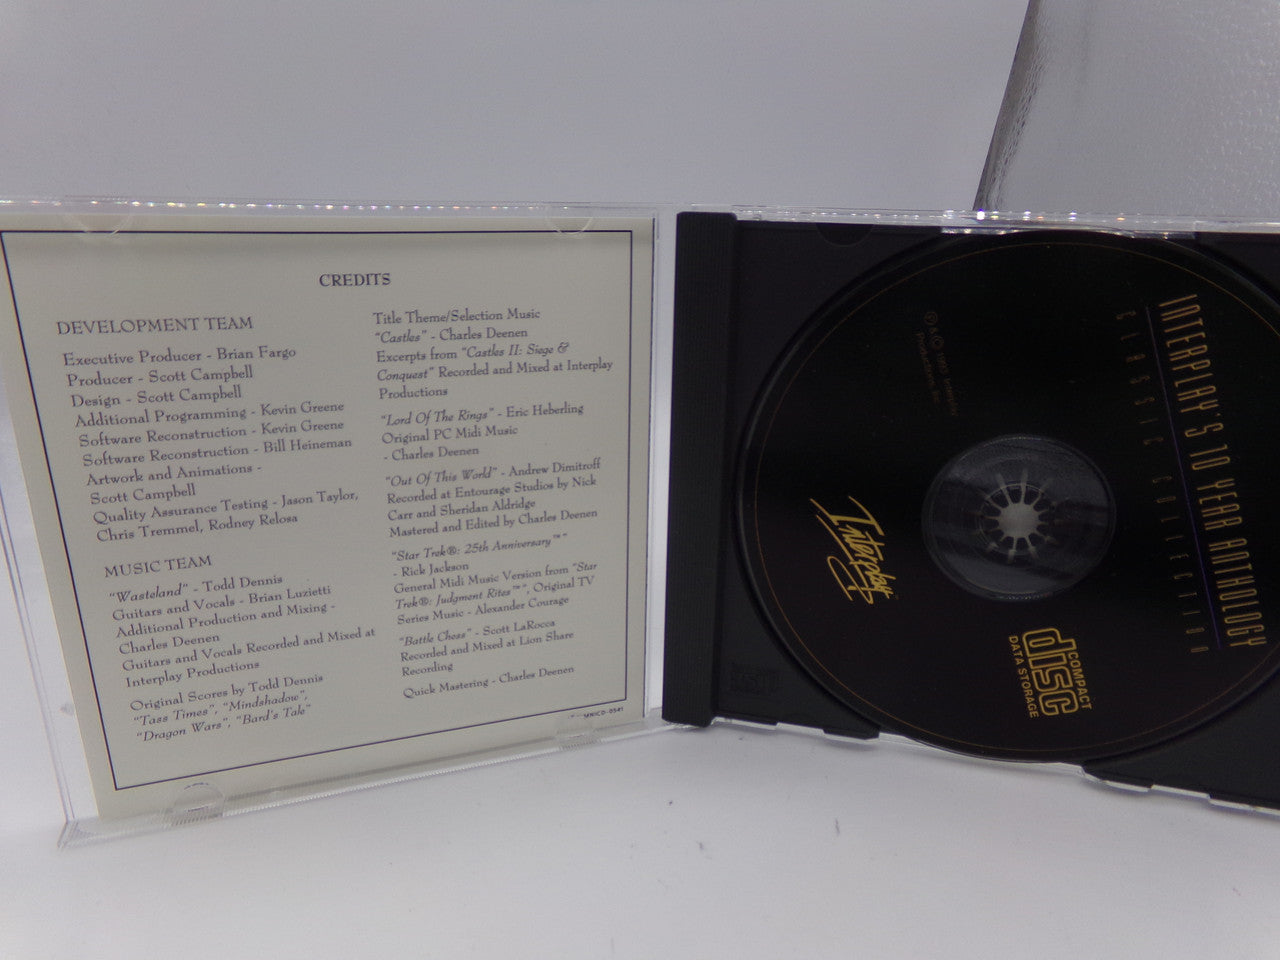 CREDITS
DEVELOPMENT TEAM
Executive Producer - Brian Fargo
Producer - Scott Campbell
Design - Scott Campbell
Additional Programming - Kevin Greene
Software Reconstruction - Kevin Greene
Software Reconstruction - Bill Heineman
Artwork and Animations -
Scott Campbell
Quality Assurance Testing - Jason Taylor,
Chris Tremmel, Rodney Relosa
MUSIC TEAM
"Wasteland" - Todd Dennis
Guitars and Vocals - Brian Luzietti
Additional Production and Mixing -
Charles Deenen
Guitars and Vocals Recorded and Mixed at
Interplay Productions
Original Scores by Todd Dennis
"Tass Times", "Mindshadow",
"Dragon Wars", "Bard's Tale"
Title Theme/Selection Music
"Castles" - Charles Deenen
Excerpts from "Castles II: Siege &
Conquest" Recorded and Mixed at Interplay
Productions
"Lord Of The Rings" - Eric Heberling
Original PC Midi Music
- Charles Deenen
"Out Of This World" - Andrew Dimitroff
Recorded at Entourage Studios by Nick
Carr and Sheridan Aldridge
Mastered and Edited by Charles Deenen
"Star Trek®: 25th Anniversary™"
- Rick Jackson
General Midi Music Version from "Star
Trek®: Judgment Rites™", Original TV
Series Music - Alexander Courage
"Battle Chess" - Scott LaRocca
Recorded and Mixed at Lion Share
Recording
Quick Mastering - Charles Deenen
INTERPLAY'S 10 YEAR ANTHOLOGY
CLASSIC COLLECTION
Ⓟ & © Interplay
Productions, Inc.
Interplay™
COMPACT
disc
DATA STORAGE